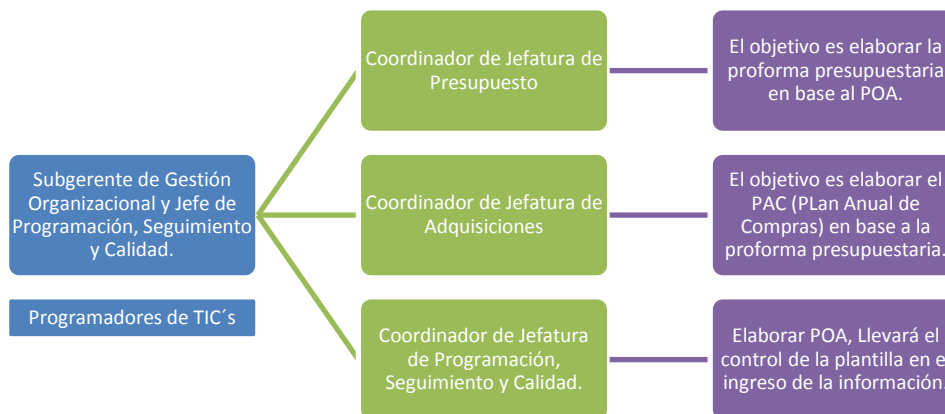 Subgerente de Gestión
Organizacional y Jefe de
Programación, Seguimiento
y Calidad.
Programadores de TIC´s
Coordinador de Jefatura de
Presupuesto
El objetivo es elaborar la
proforma presupuestaria
en base al POA.
Coordinador de Jefatura de
Adquisiciones
El objetivo es elaborar el
PAC (PLan Anual de
Compras) en base a la
proforma presupuestaria.
Coordinador de Jefatura
de Programación,
Seguimiento y Calidad.
Elaborar POA, Llevará el
control de la plantilla en e
ingreso de la información.